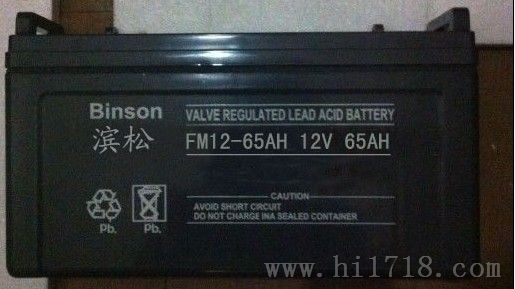 Binson
滨松
VALVE REGULATED LEAD ACID BATTERY
FM12-65AH 12V 65AH
CAUTION
AVOID SHORT CIRCUIT
DO NOT CHARGE INA SEALED CONTAINER
Pb. Pb.
www.hi1718.com